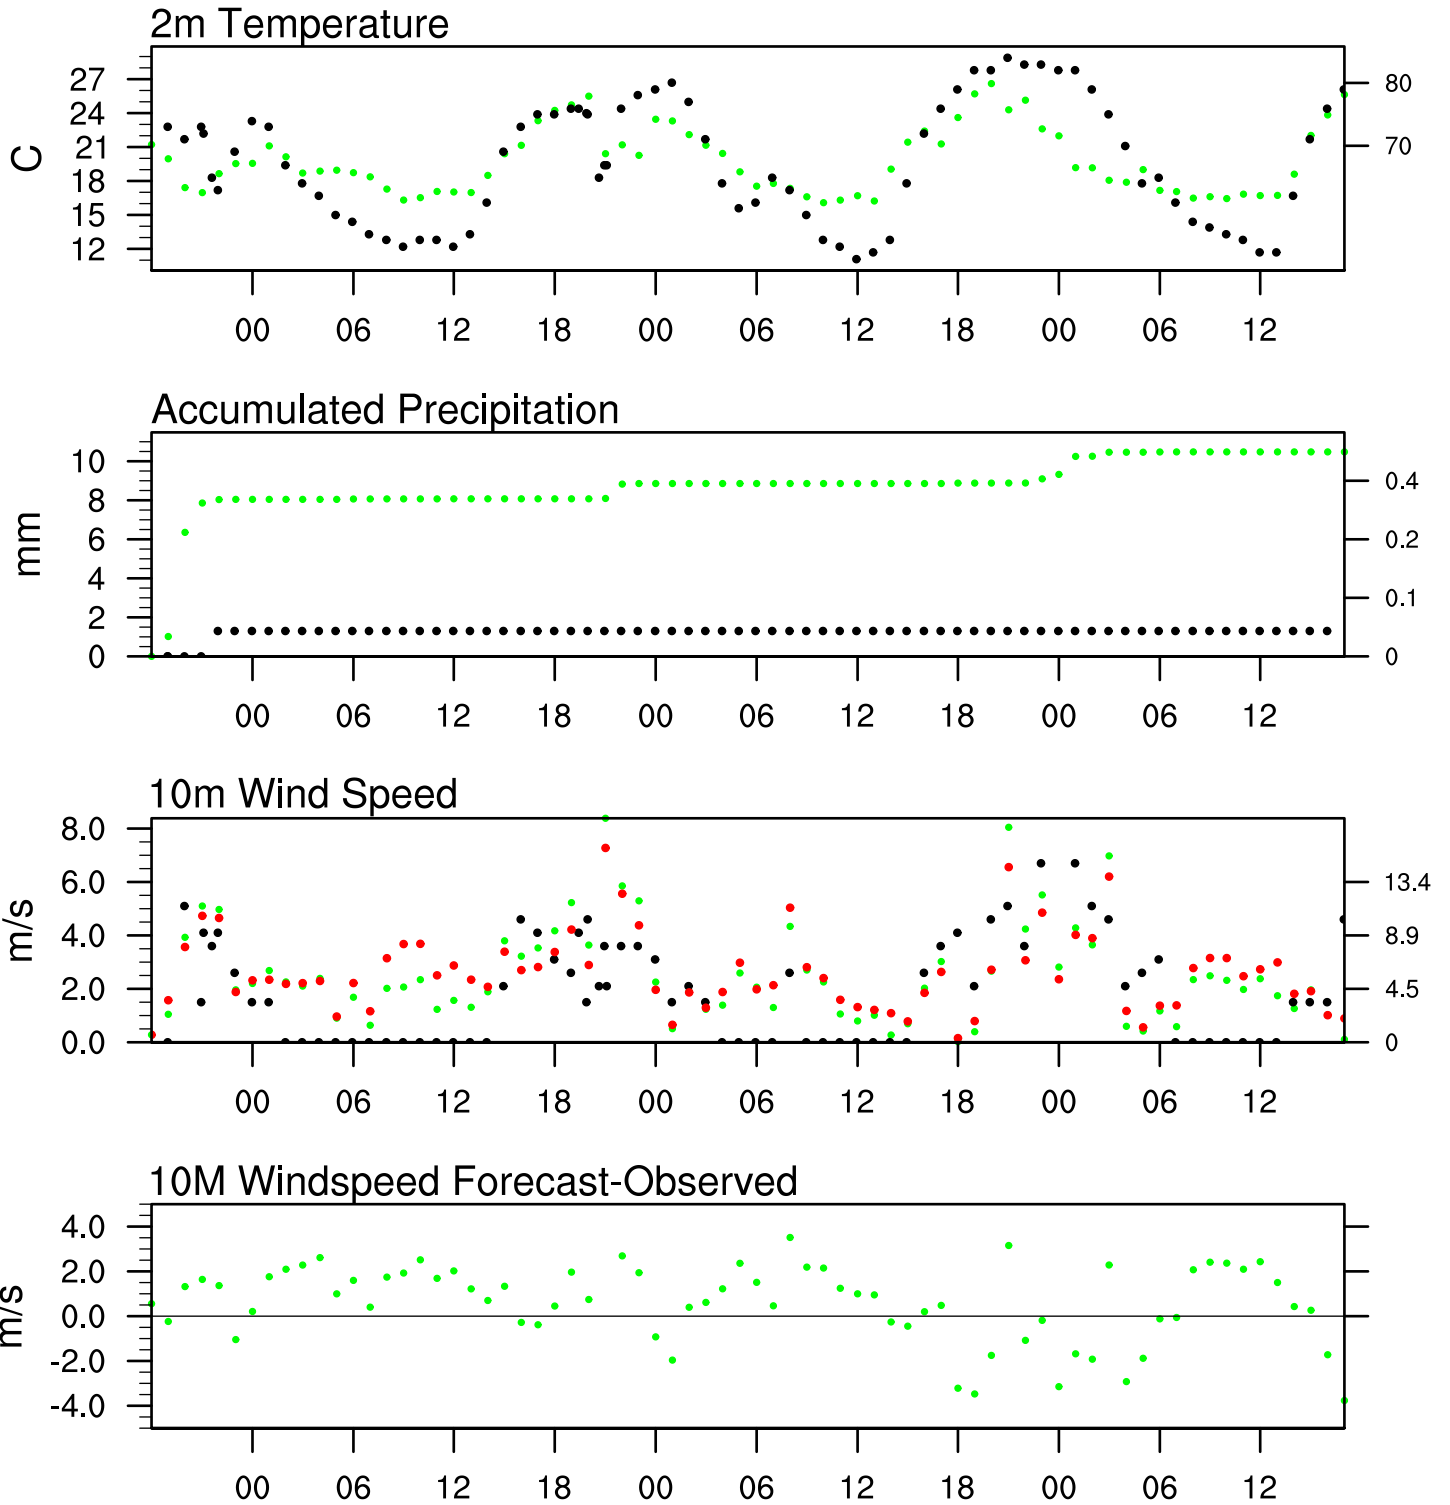 2m Temperature
27
24
21
18
15
12
C
80
70
00 06 12 18 00 06 12 18 00 06 12
Accumulated Precipitation
10
8
6
4
2
0
mm
0.4
0.2
0.1
0
00 06 12 18 00 06 12 18 00 06 12
10m Wind Speed
8.0
6.0
4.0
2.0
0.0
m/s
13.4
8.9
4.5
0
00 06 12 18 00 06 12 18 00 06 12
10M Windspeed Forecast-Observed
4.0
2.0
0.0
-2.0
-4.0
m/s
00 06 12 18 00 06 12 18 00 06 12